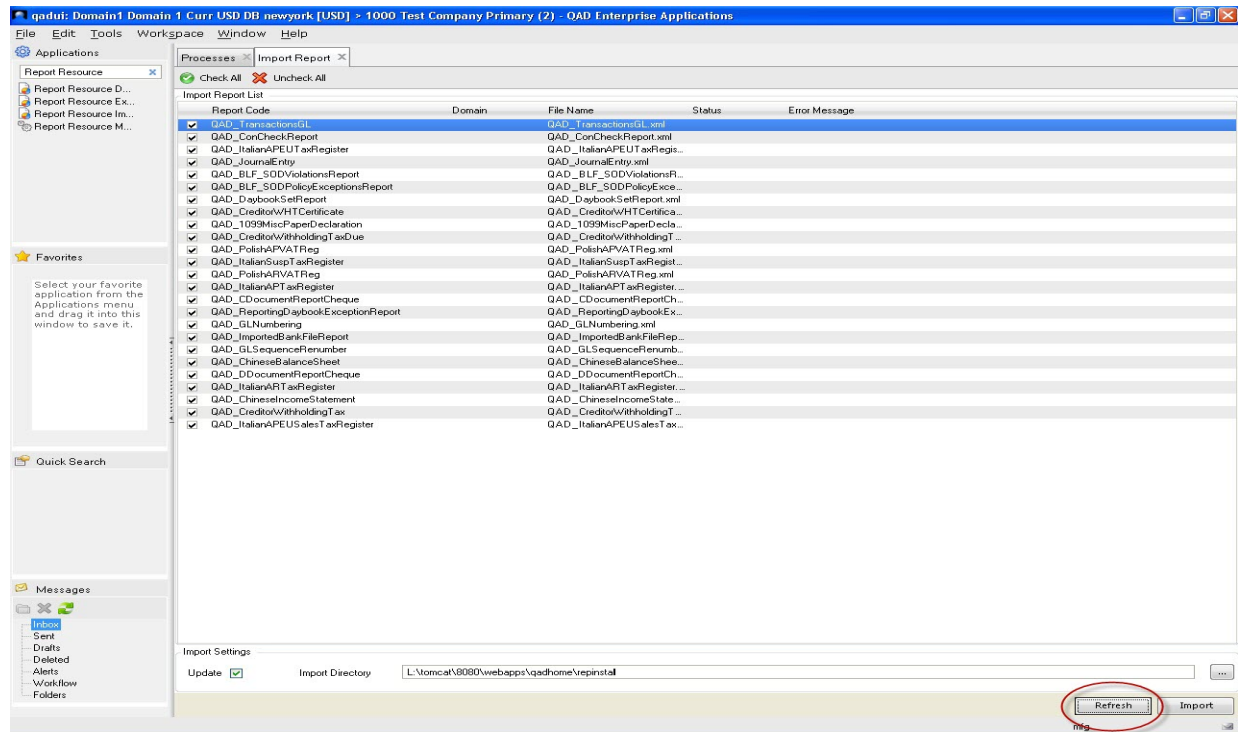 qadui: Domain1 Domain 1 Curr USD DB newyork [USD] > 1000 Test Company Primary (2) - QAD Enterprise Applications
File Edit Tools Workspace Window Help
Applications
Report Resource
Report Resource D...
Report Resource Ex...
Report Resource Im...
Report Resource M...
Favorites
Select your favorite
application from the
Applications menu
and drag it into this
window to save it.
Quick Search
Messages
Inbox
Sent
Drafts
Deleted
Alerts
Workflow
Folders
Processes Import Report
Check All Uncheck All
Import Report List
Report Code Domain File Name Status Error Message
QAD_TransactionsGL QAD_TransactionsGL.xml
QAD_ConCheckReport QAD_ConCheckReport.xml
QAD_ItalianAPEUTaxRegister QAD_ItalianAPEUTaxRegis...
QAD_JournalEntry QAD_JournalEntry.xml
QAD_BLF_SODViolationsReport QAD_BLF_SODViolationsR...
QAD_BLF_SODPolicyExceptionsReport QAD_BLF_SODPolicyExce...
QAD_DaybookSetReport QAD_DaybookSetReport.xml
QAD_CreditorWHTCertificate QAD_CreditorWHTCertifica...
QAD_1099MiscPaperDeclaration QAD_1099MiscPaperDecla...
QAD_CreditorWithholdingTaxDue QAD_CreditorWithholdingT...
QAD_PolishAPVATReg QAD_PolishAPVATReg.xml
QAD_ItalianSuspTaxRegister QAD_ItalianSuspTaxRegist...
QAD_PolishARVATReg QAD_PolishARVATReg.xml
QAD_ItalianAPTaxRegister QAD_ItalianAPTaxRegister....
QAD_CDocumentReportCheque QAD_CDocumentReportCh...
QAD_ReportingDaybookExceptionReport QAD_ReportingDaybookEx...
QAD_GLNumbering QAD_GLNumbering.xml
QAD_ImportedBankFileReport QAD_ImportedBankFileRep...
QAD_GLSequenceRenumber QAD_GLSequenceRenumb...
QAD_ChineseBalanceSheet QAD_ChineseBalanceShee...
QAD_DDocumentReportCheque QAD_DDocumentReportCh...
QAD_ItalianARTaxRegister QAD_ItalianARTaxRegister....
QAD_ChineseIncomeStatement QAD_ChineseIncomeState...
QAD_CreditorWithholdingTax QAD_CreditorWithholdingT...
QAD_ItalianAPEUSalesTaxRegister QAD_ItalianAPEUSalesTax...
Import Settings
Update Import Directory L:\tomcat\8080\webapps\qadhome\repinstall ...
Refresh Import
mfg